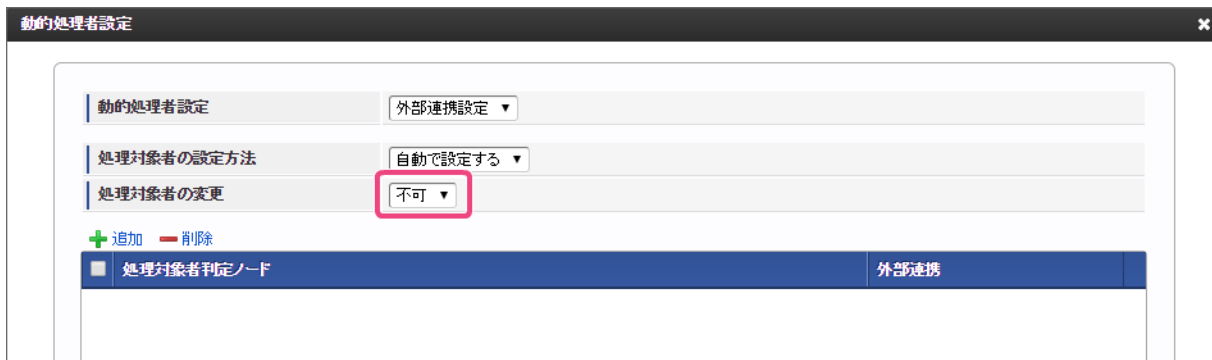 動的処理者設定
動的処理者設定 外部連携設定 ▼
処理対象者の設定方法 自動で設定する ▼
処理対象者の変更 不可 ▼
追加 削除
処理対象者判定ノード 外部連携